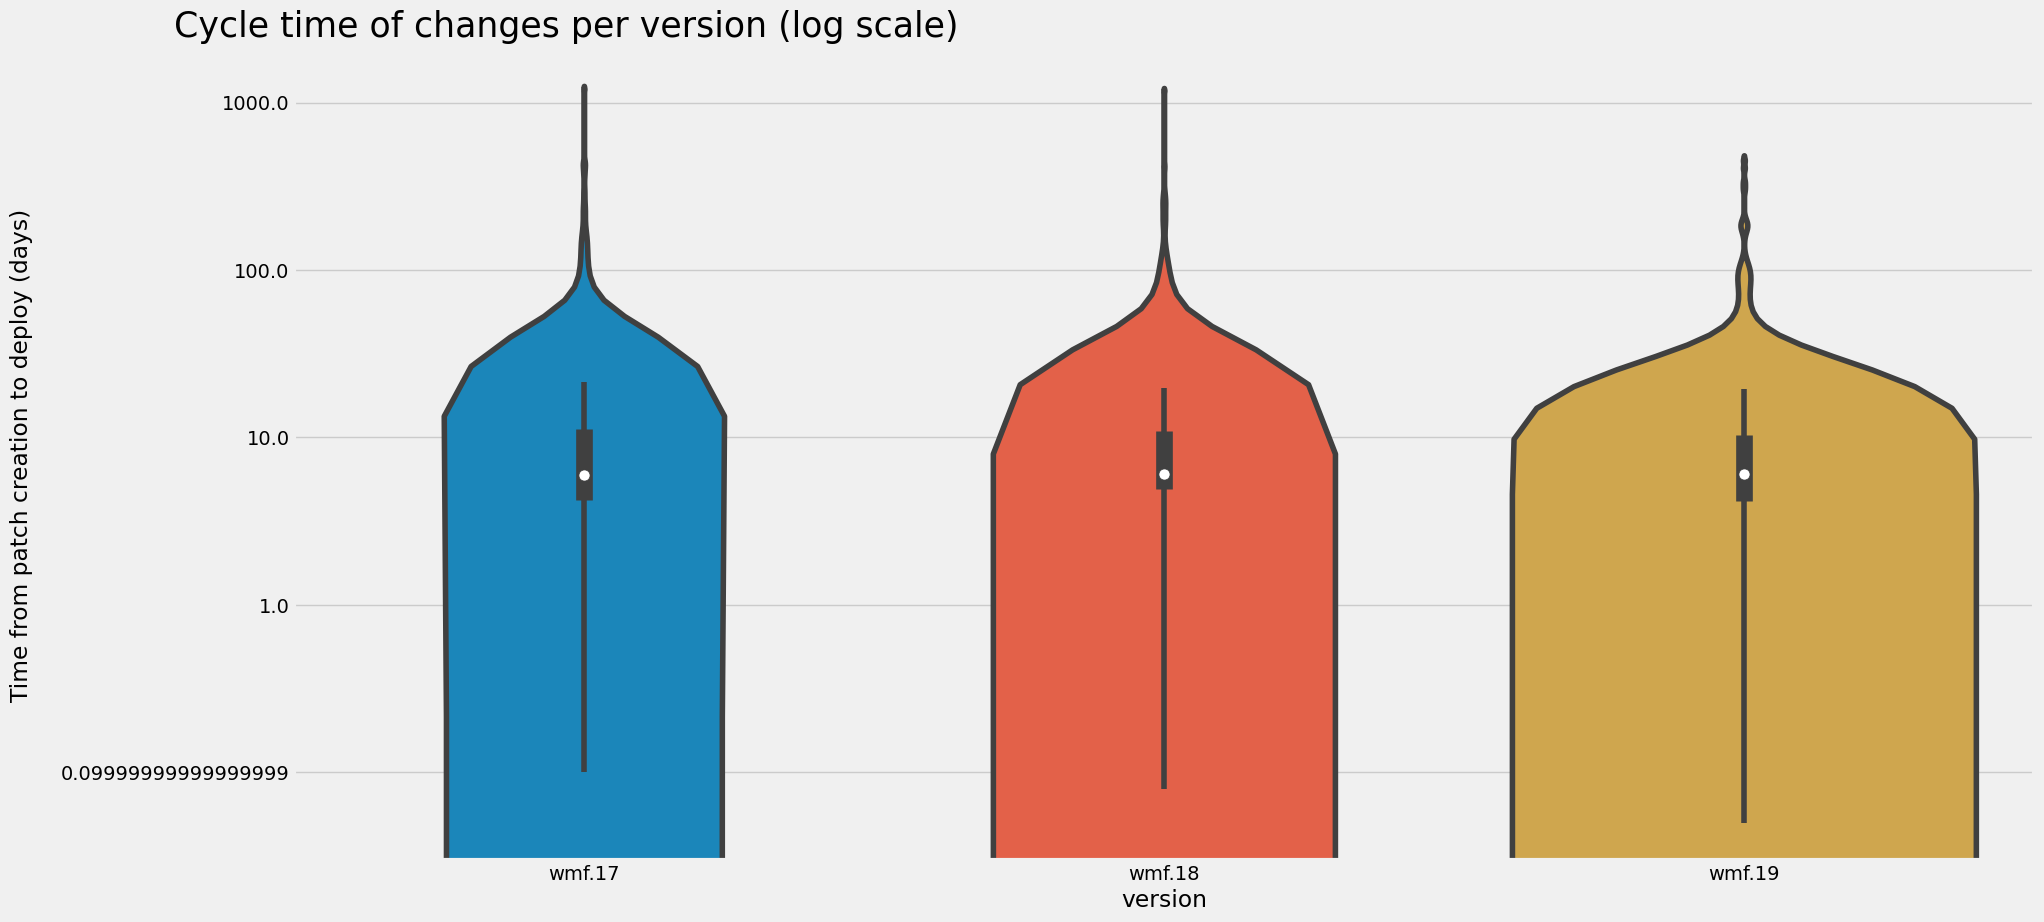 Cycle time of changes per version (log scale)
Time from patch creation to deploy (days)
1000.0
100.0
10.0
1.0
0.09999999999999999
wmf.17
wmf.18
wmf.19
version